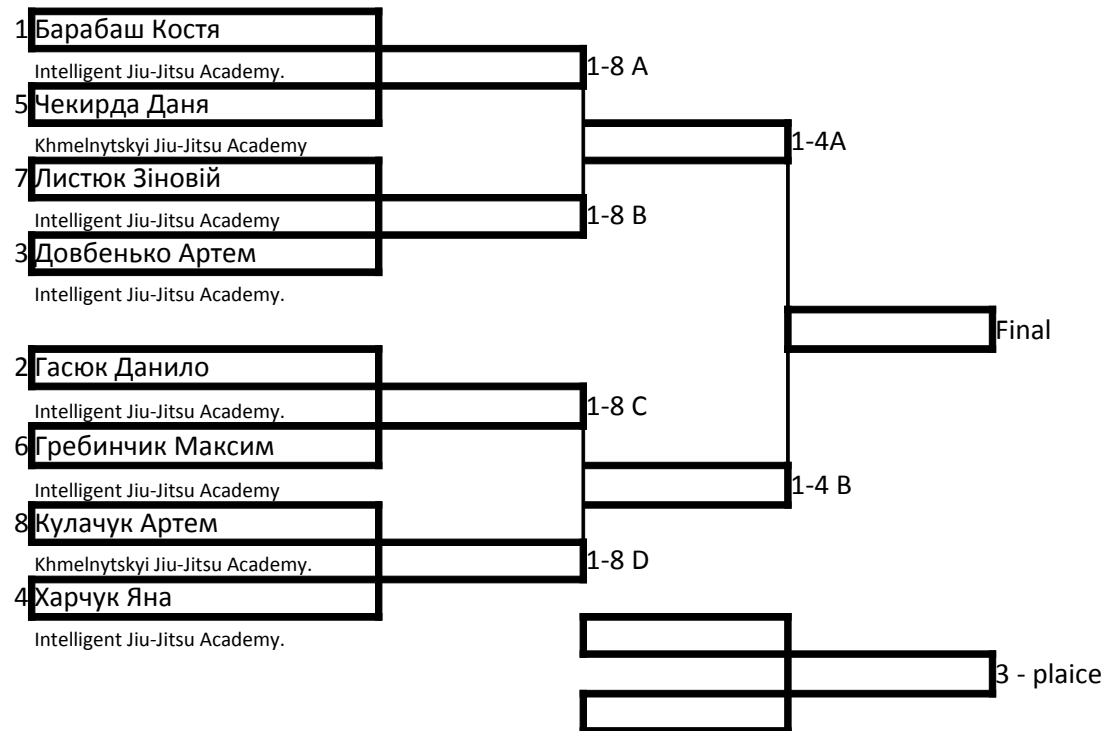 1 Барабаш Костя
Intelligent Jiu-Jitsu Academy.
1-8 A
5 Чекирда Даня
Khmelnytskyi Jiu-Jitsu Academy
1-4A
7 Листюк Зіновій
Intelligent Jiu-Jitsu Academy
1-8 B
3 Довбенько Артем
Intelligent Jiu-Jitsu Academy.
Final
2 Гасюк Данило
Intelligent Jiu-Jitsu Academy.
1-8 C
6 Гребинчик Максим
Intelligent Jiu-Jitsu Academy
1-4 B
8 Кулачук Артем
Khmelnytskyi Jiu-Jitsu Academy.
1-8 D
4 Харчук Яна
Intelligent Jiu-Jitsu Academy.
3 - plaice